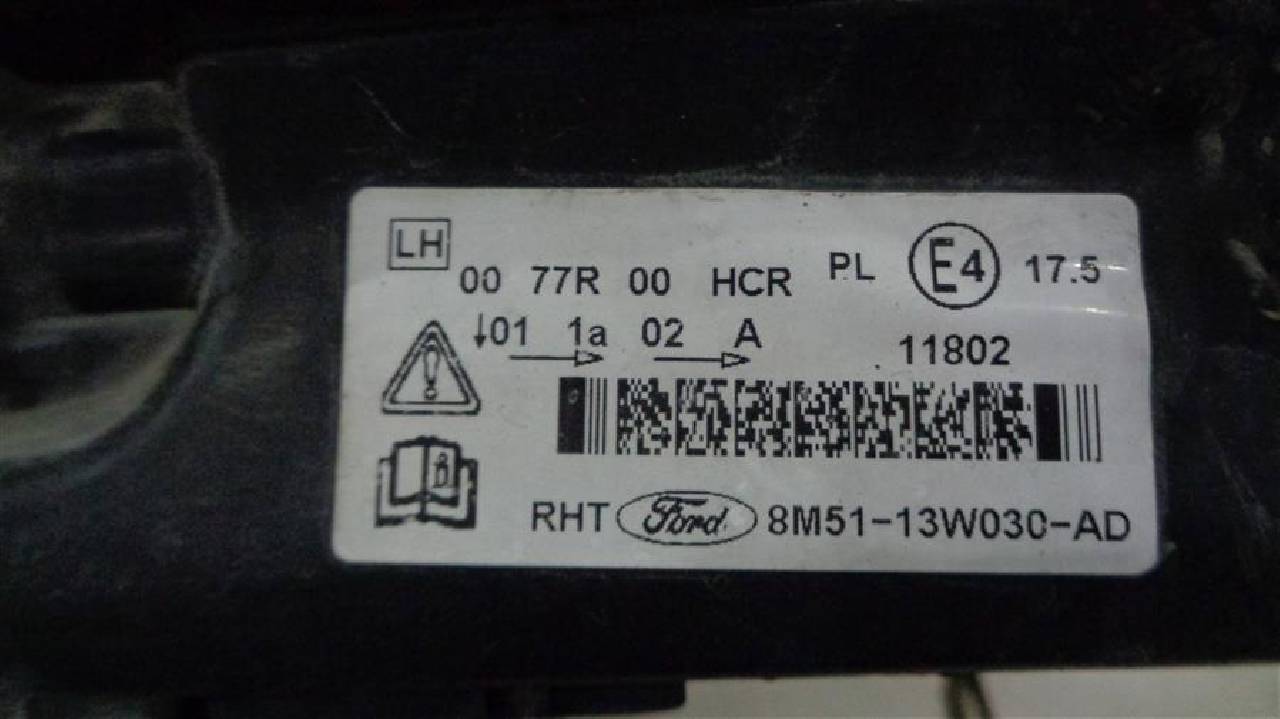 LH
00 77R 00 HCR PL E4 17.5
↓01 1a 02 A 11802
RHT Ford 8M51-13W030-AD